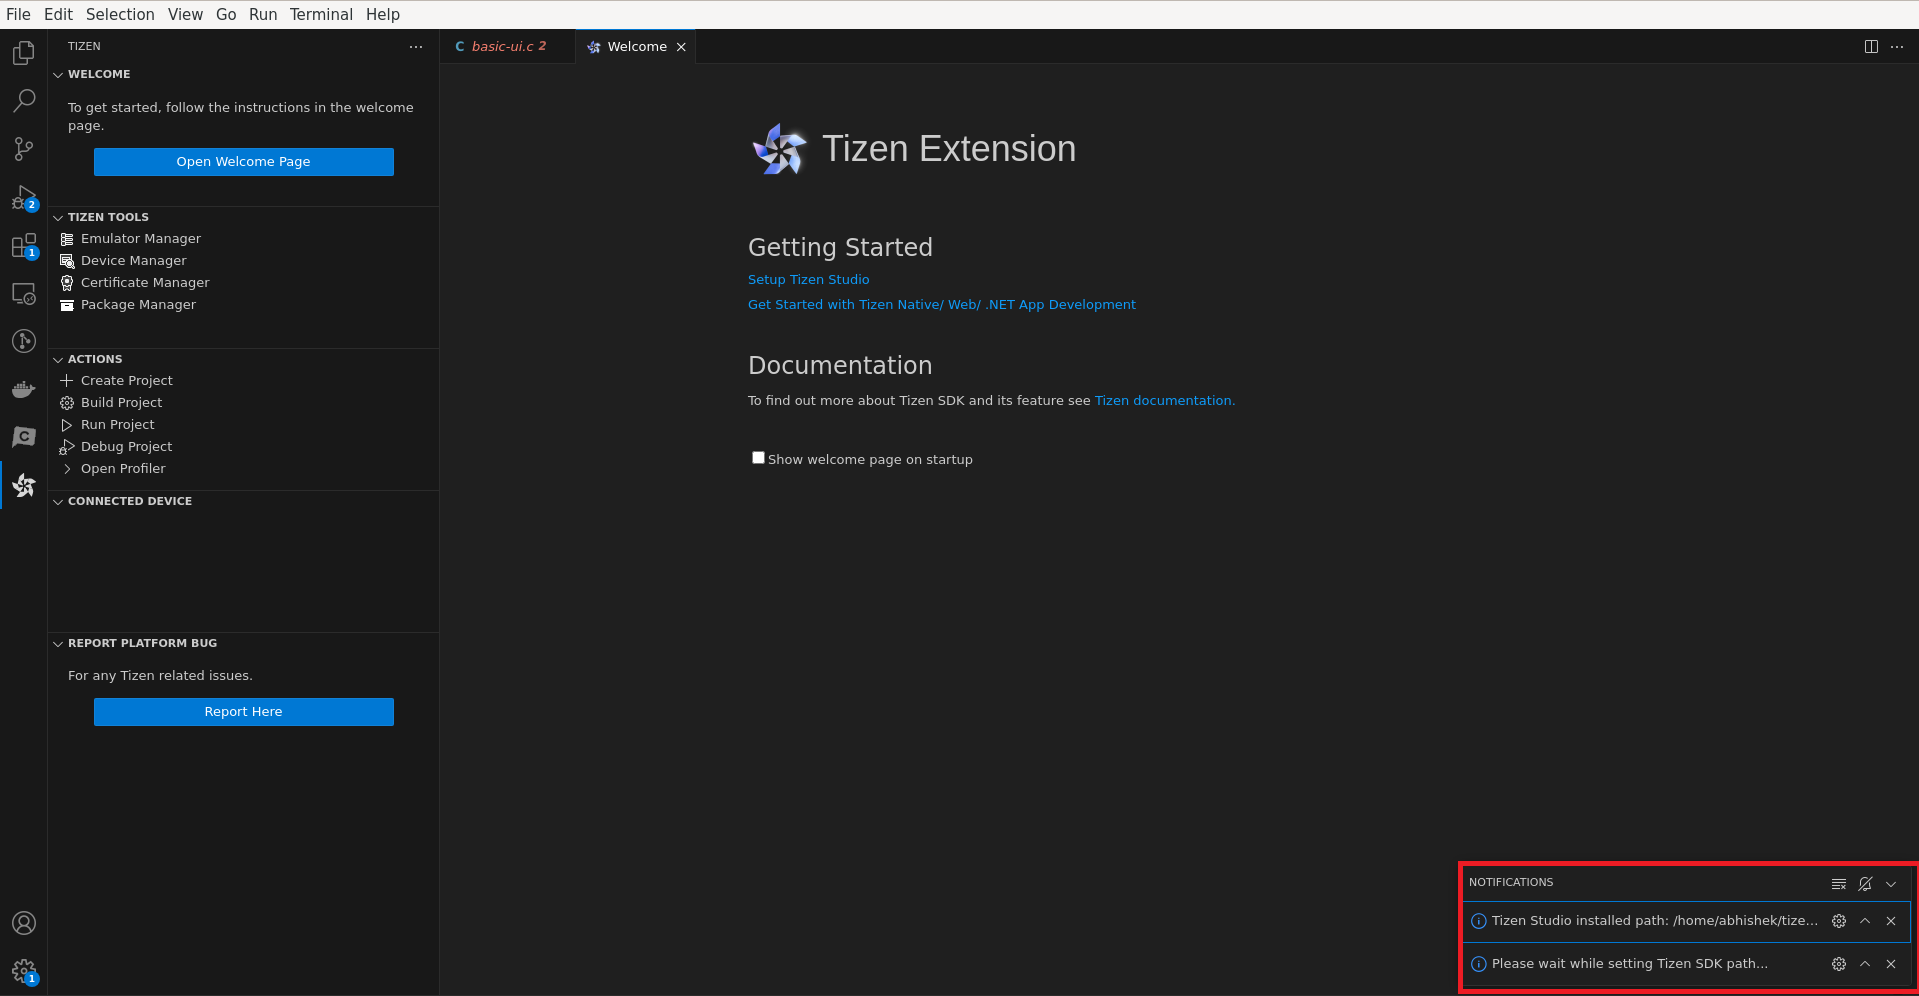 File Edit Selection View Go Run Terminal Help
TIZEN
WELCOME
To get started, follow the instructions in the welcome
page.
Open Welcome Page
2
1
TIZEN TOOLS
Emulator Manager
Device Manager
Certificate Manager
Package Manager
ACTIONS
Create Project
Build Project
Run Project
Debug Project
Open Profiler
CONNECTED DEVICE
REPORT PLATFORM BUG
For any Tizen related issues.
Report Here
1
C basic-ui.c 2
Welcome
Tizen Extension
Getting Started
Setup Tizen Studio
Get Started with Tizen Native/ Web/ .NET App Development
Documentation
To find out more about Tizen SDK and its feature see Tizen documentation.
Show welcome page on startup
NOTIFICATIONS
Tizen Studio installed path: /home/abhishek/tize...
Please wait while setting Tizen SDK path...